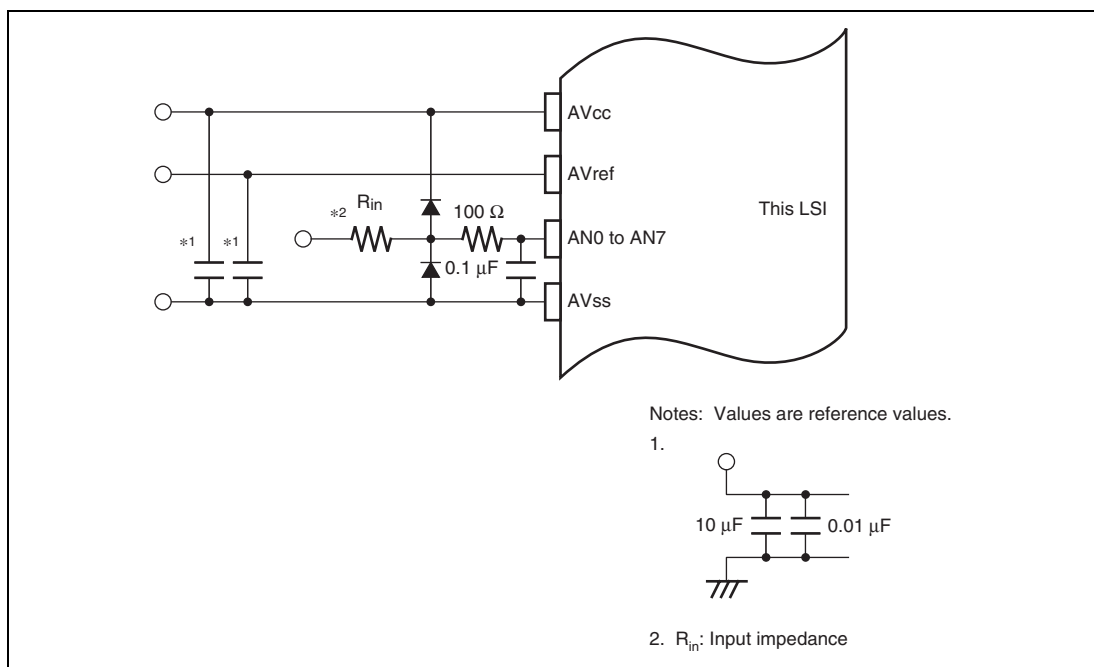 AVcc
AVref
*2 Rin
100 Ω
This LSI
*1 *1
AN0 to AN7
0.1 μF
AVss
Notes: Values are reference values.
1.
10 μF 0.01 μF
2. Rin: Input impedance